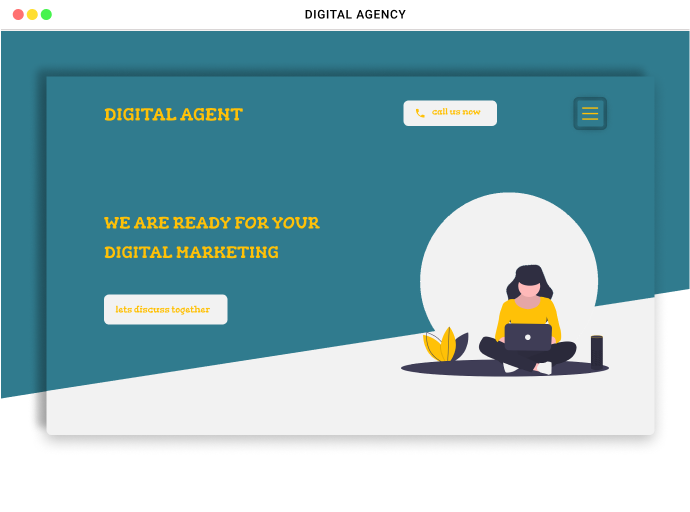 DIGITAL AGENCY
DIGITAL AGENT
call us now
WE ARE READY FOR YOUR
DIGITAL MARKETING
lets discuss together